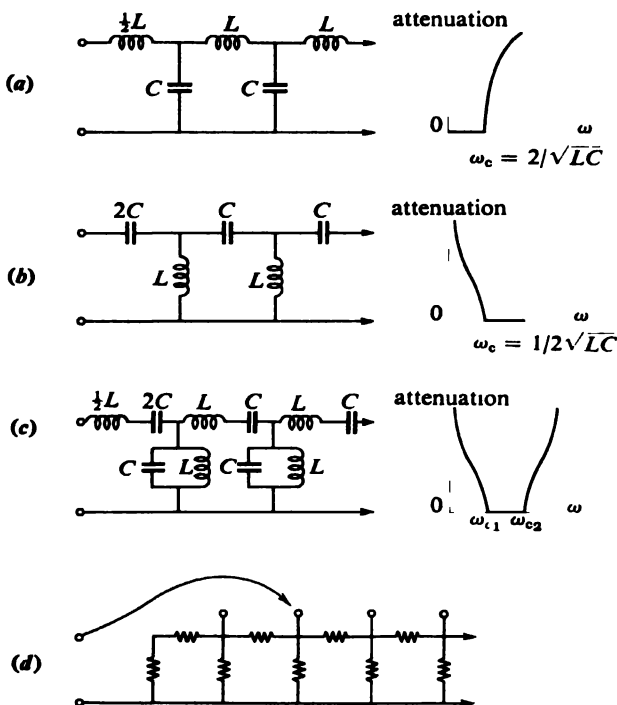 ½L L L attenuation
(a) C C
0 ω
ω_c = 2/√LC
2C C C attenuation
(b) L L
0 ω
ω_c = 1/2√LC
½L 2C L C L C attenuation
(c)
C L C L
0 ω_c1 ω_c2 ω
(d)